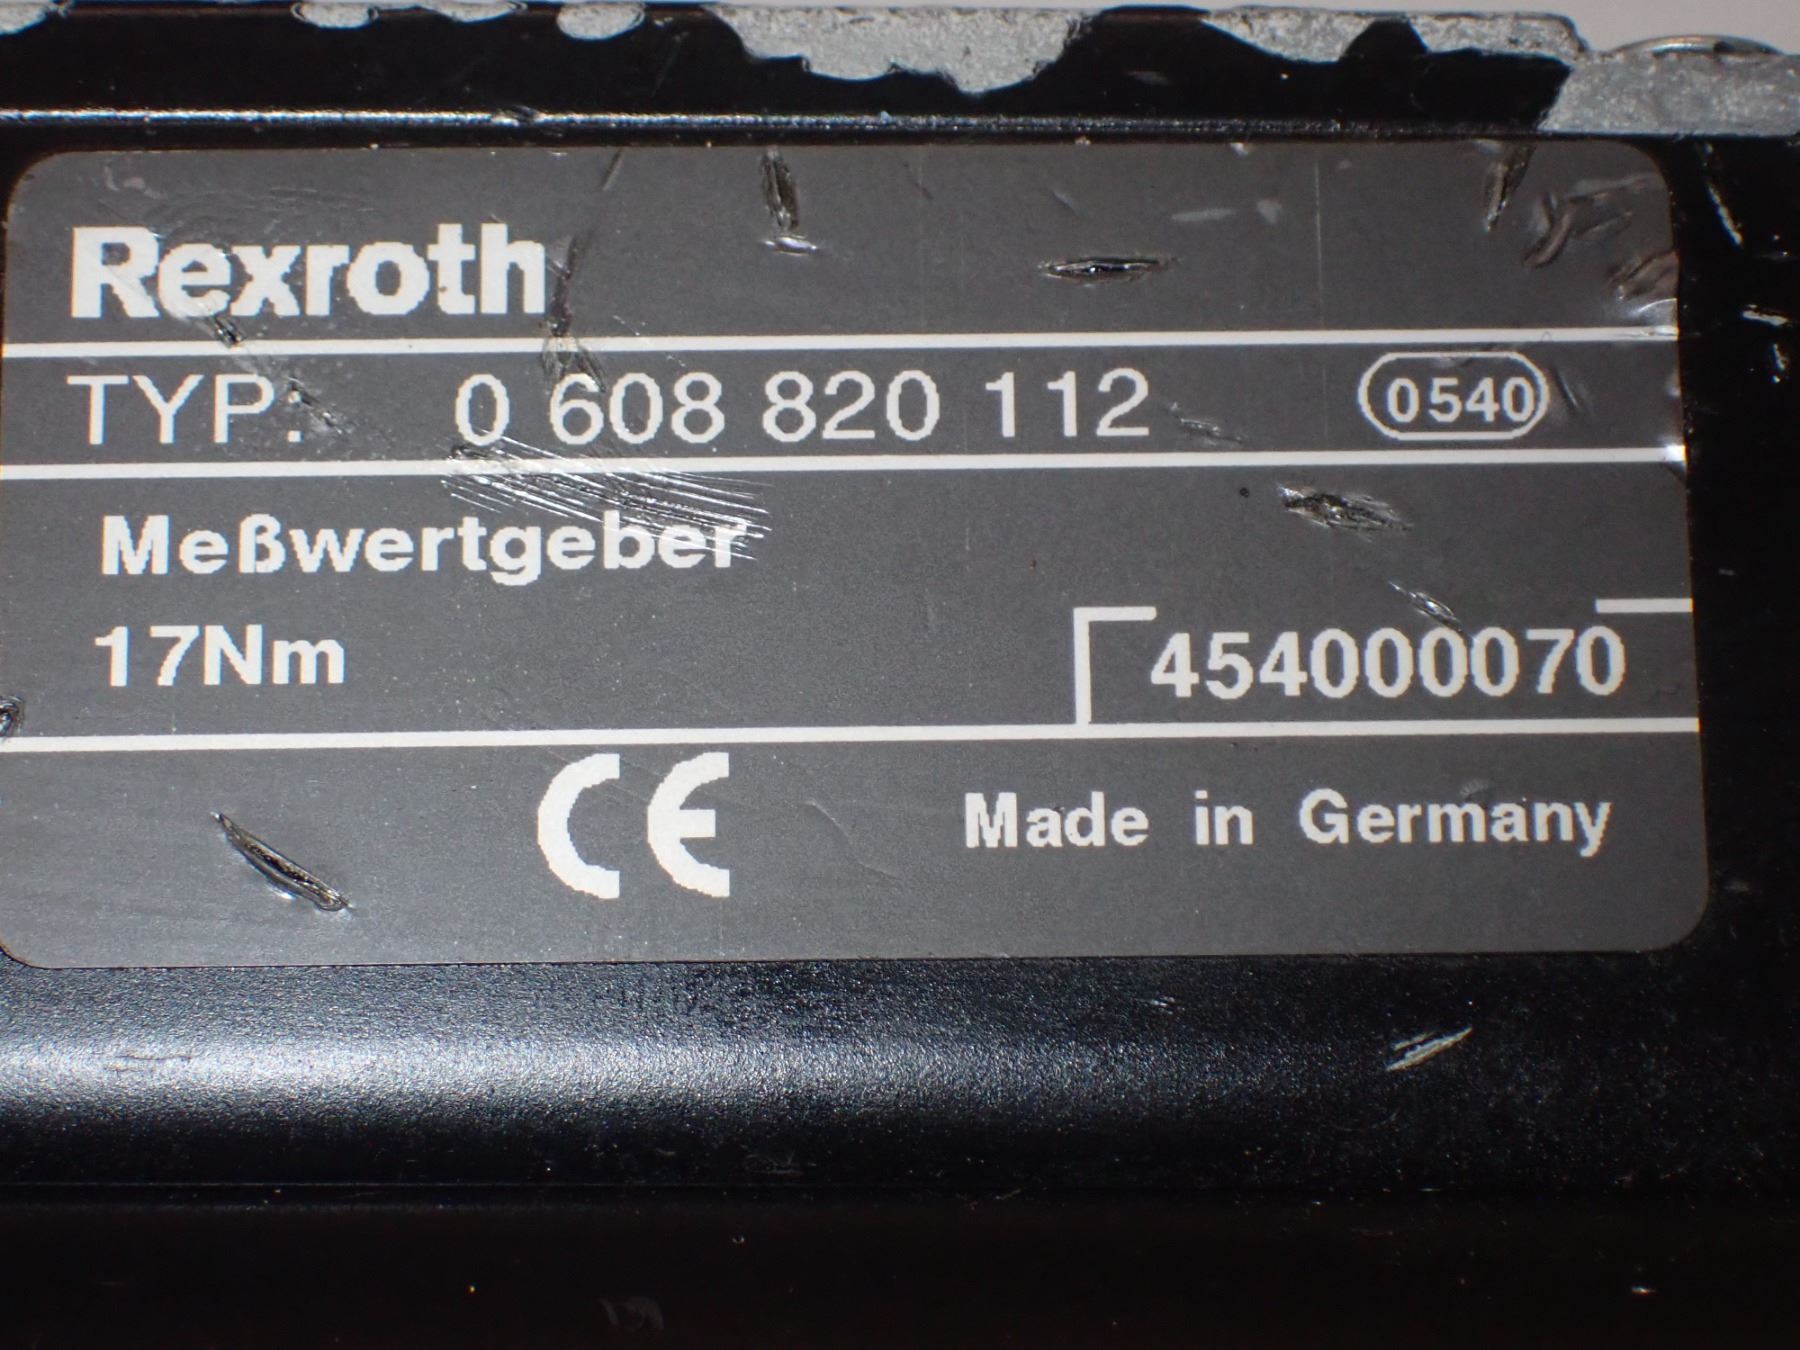 Rexroth
TYP: 0 608 820 112 0540
Meßwertgeber
17Nm 454000070
CE Made in Germany